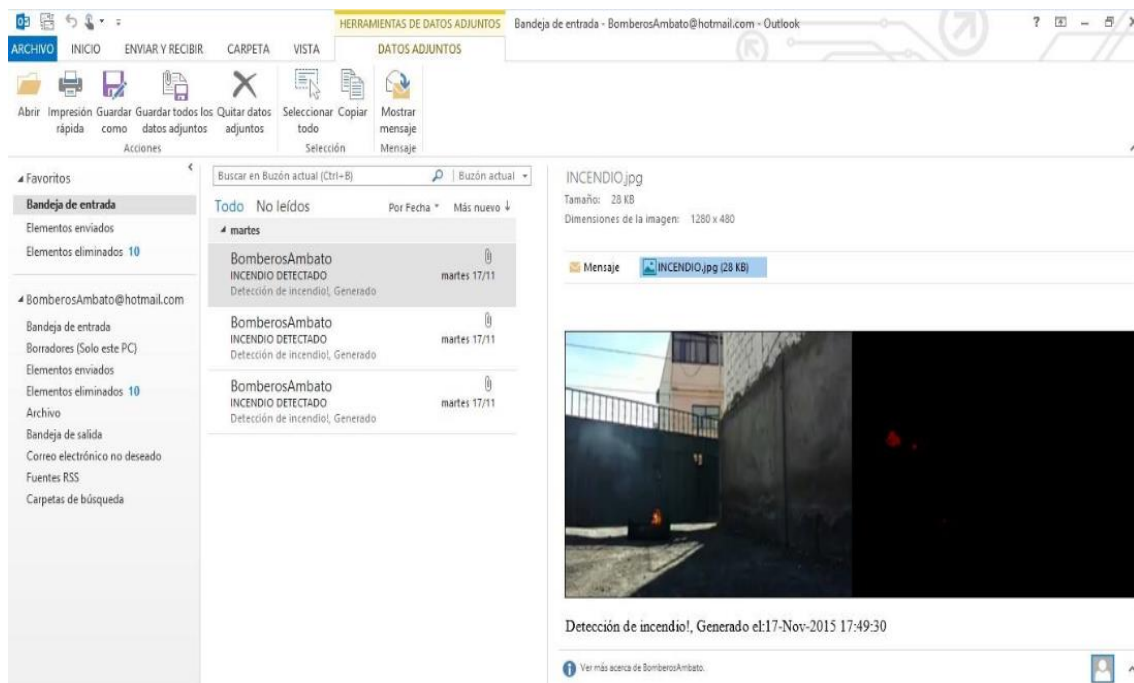 HERRAMIENTAS DE DATOS ADJUNTOS
Bandeja de entrada - BomberosAmbato@hotmail.com - Outlook
ARCHIVO INICIO ENVIAR Y RECIBIR CARPETA VISTA DATOS ADJUNTOS
Abrir
Impresión rápida
Guardar como
Guardar todos los datos adjuntos
Quitar datos adjuntos
Seleccionar todo
Copiar
Mostrar mensaje
Acciones
Selección
Mensaje
Favoritos
Bandeja de entrada
Elementos enviados
Elementos eliminados 10
BomberosAmbato@hotmail.com
Bandeja de entrada
Borradores (Solo este PC)
Elementos enviados
Elementos eliminados 10
Archivo
Bandeja de salida
Correo electrónico no deseado
Fuentes RSS
Carpetas de búsqueda
Buscar en Buzón actual (Ctrl+B)
Buzón actual
Todo No leídos
Por Fecha
Más nuevo
martes
BomberosAmbato
INCENDIO DETECTADO martes 17/11
Detección de incendio!, Generado
BomberosAmbato
INCENDIO DETECTADO martes 17/11
Detección de incendio!, Generado
BomberosAmbato
INCENDIO DETECTADO martes 17/11
Detección de incendio!, Generado
INCENDIO.jpg
Tamaño: 28 KB
Dimensiones de la imagen: 1280 x 480
Mensaje
INCENDIO.jpg (28 KB)
Detección de incendio!, Generado el:17-Nov-2015 17:49:30
Ver más acerca de BomberosAmbato.